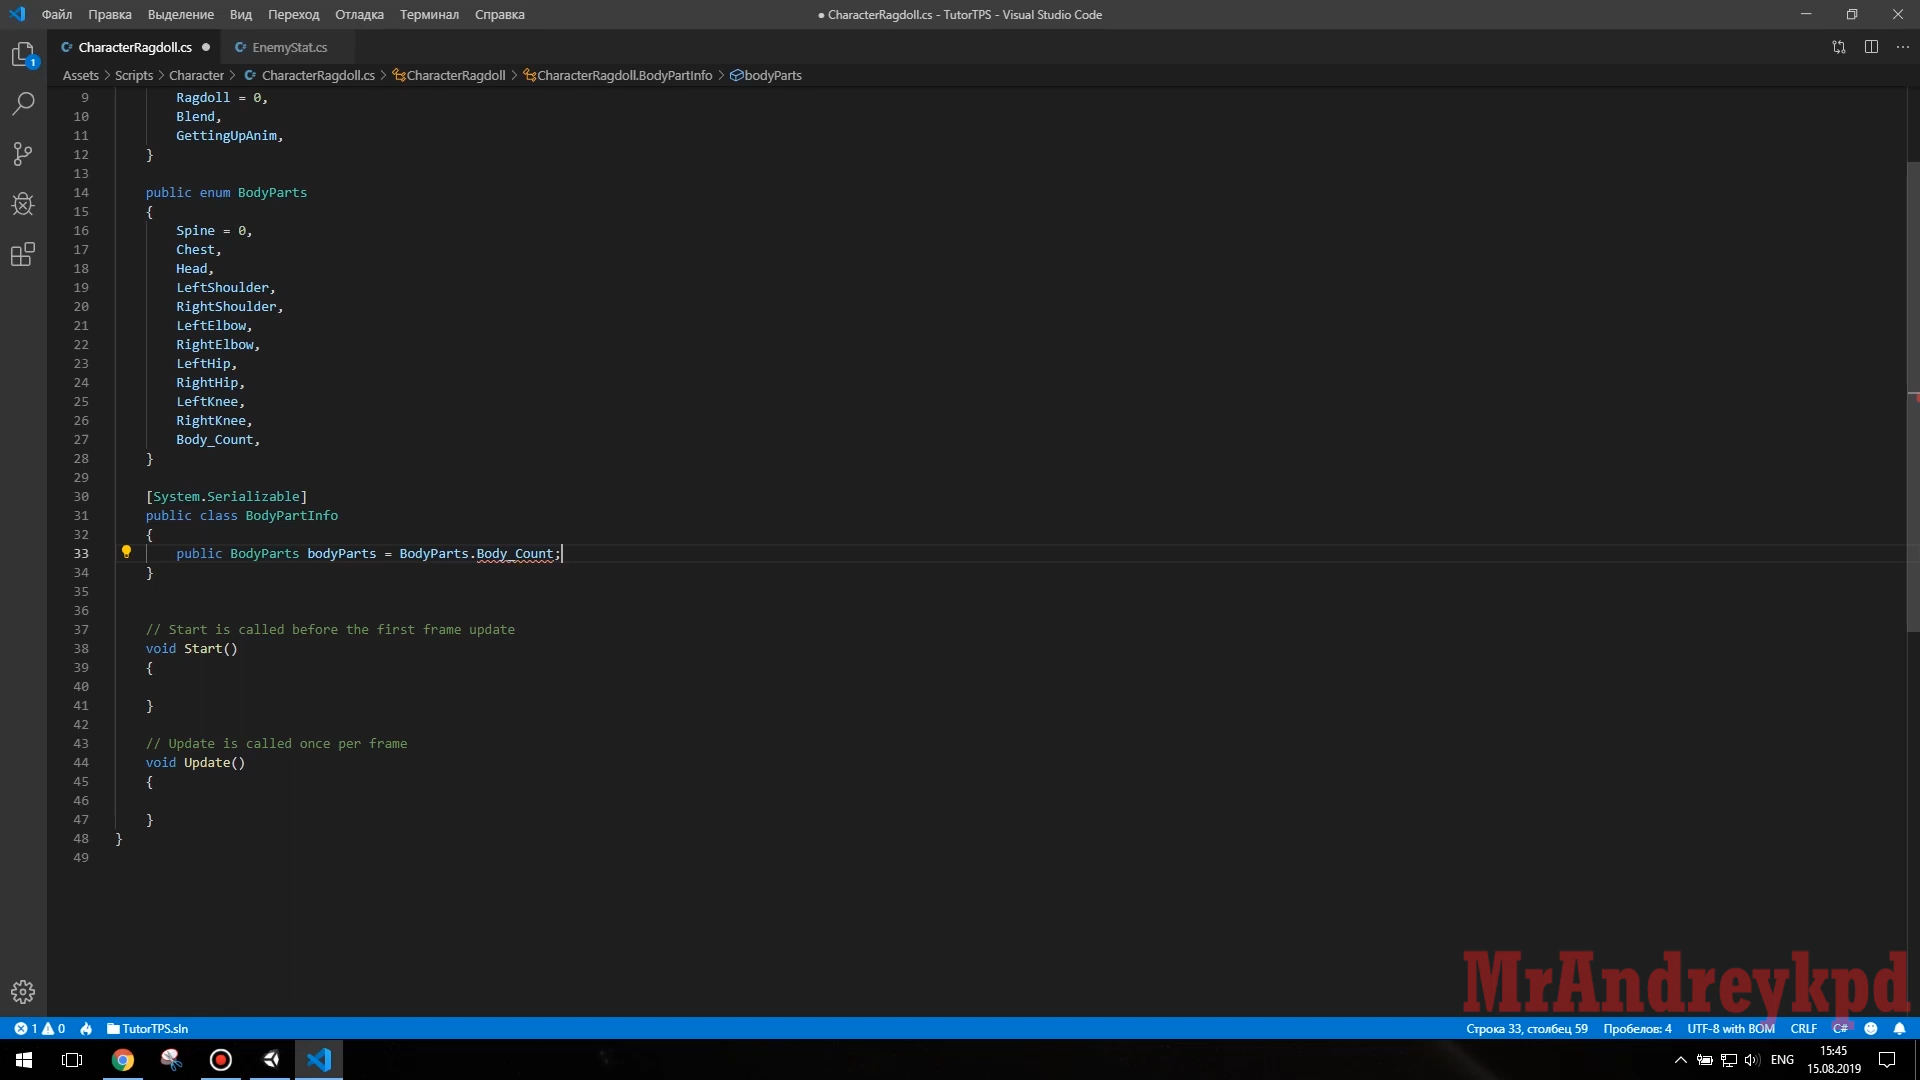 Файл Правка Выделение Вид Переход Отладка Терминал Справка
● CharacterRagdoll.cs - TutorTPS - Visual Studio Code
CharacterRagdoll.cs ● EnemyStat.cs
Assets > Scripts > Character > CharacterRagdoll.cs > CharacterRagdoll > CharacterRagdoll.BodyPartInfo > bodyParts
1
9 Ragdoll = 0,
10 Blend,
11 GettingUpAnim,
12 }
13
14 public enum BodyParts
15 {
16 Spine = 0,
17 Chest,
18 Head,
19 LeftShoulder,
20 RightShoulder,
21 LeftElbow,
22 RightElbow,
23 LeftHip,
24 RightHip,
25 LeftKnee,
26 RightKnee,
27 Body_Count,
28 }
29
30 [System.Serializable]
31 public class BodyPartInfo
32 {
33 public BodyParts bodyParts = BodyParts.Body_Count;
34 }
35
36
37 // Start is called before the first frame update
38 void Start()
39 {
40
41 }
42
43 // Update is called once per frame
44 void Update()
45 {
46
47 }
48 }
49
MrAndreykpd
1 0 TutorTPS.sln
Строка 33, столбец 59 Пробелов: 4 UTF-8 with BOM CRLF C#
ENG
15:45
15.08.2019